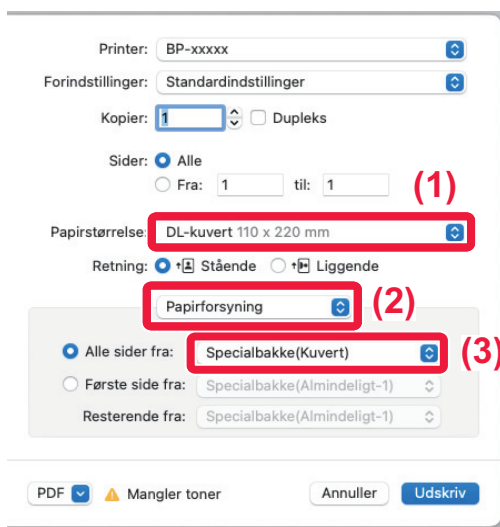 Printer: BP-xxxxx
Forindstillinger: Standardindstillinger
Kopier: 1 Dupleks
Sider: Alle
Fra: 1 til: 1
(1)
Papirstørrelse: DL-kuvert 110 x 220 mm
Retning: Stående Liggende
Papirforsyning (2)
Alle sider fra: Specialbakke(Kuvert) (3)
Første side fra: Specialbakke(Almindeligt-1)
Resterende fra: Specialbakke(Almindeligt-1)
PDF Mangler toner Annuller Udskriv